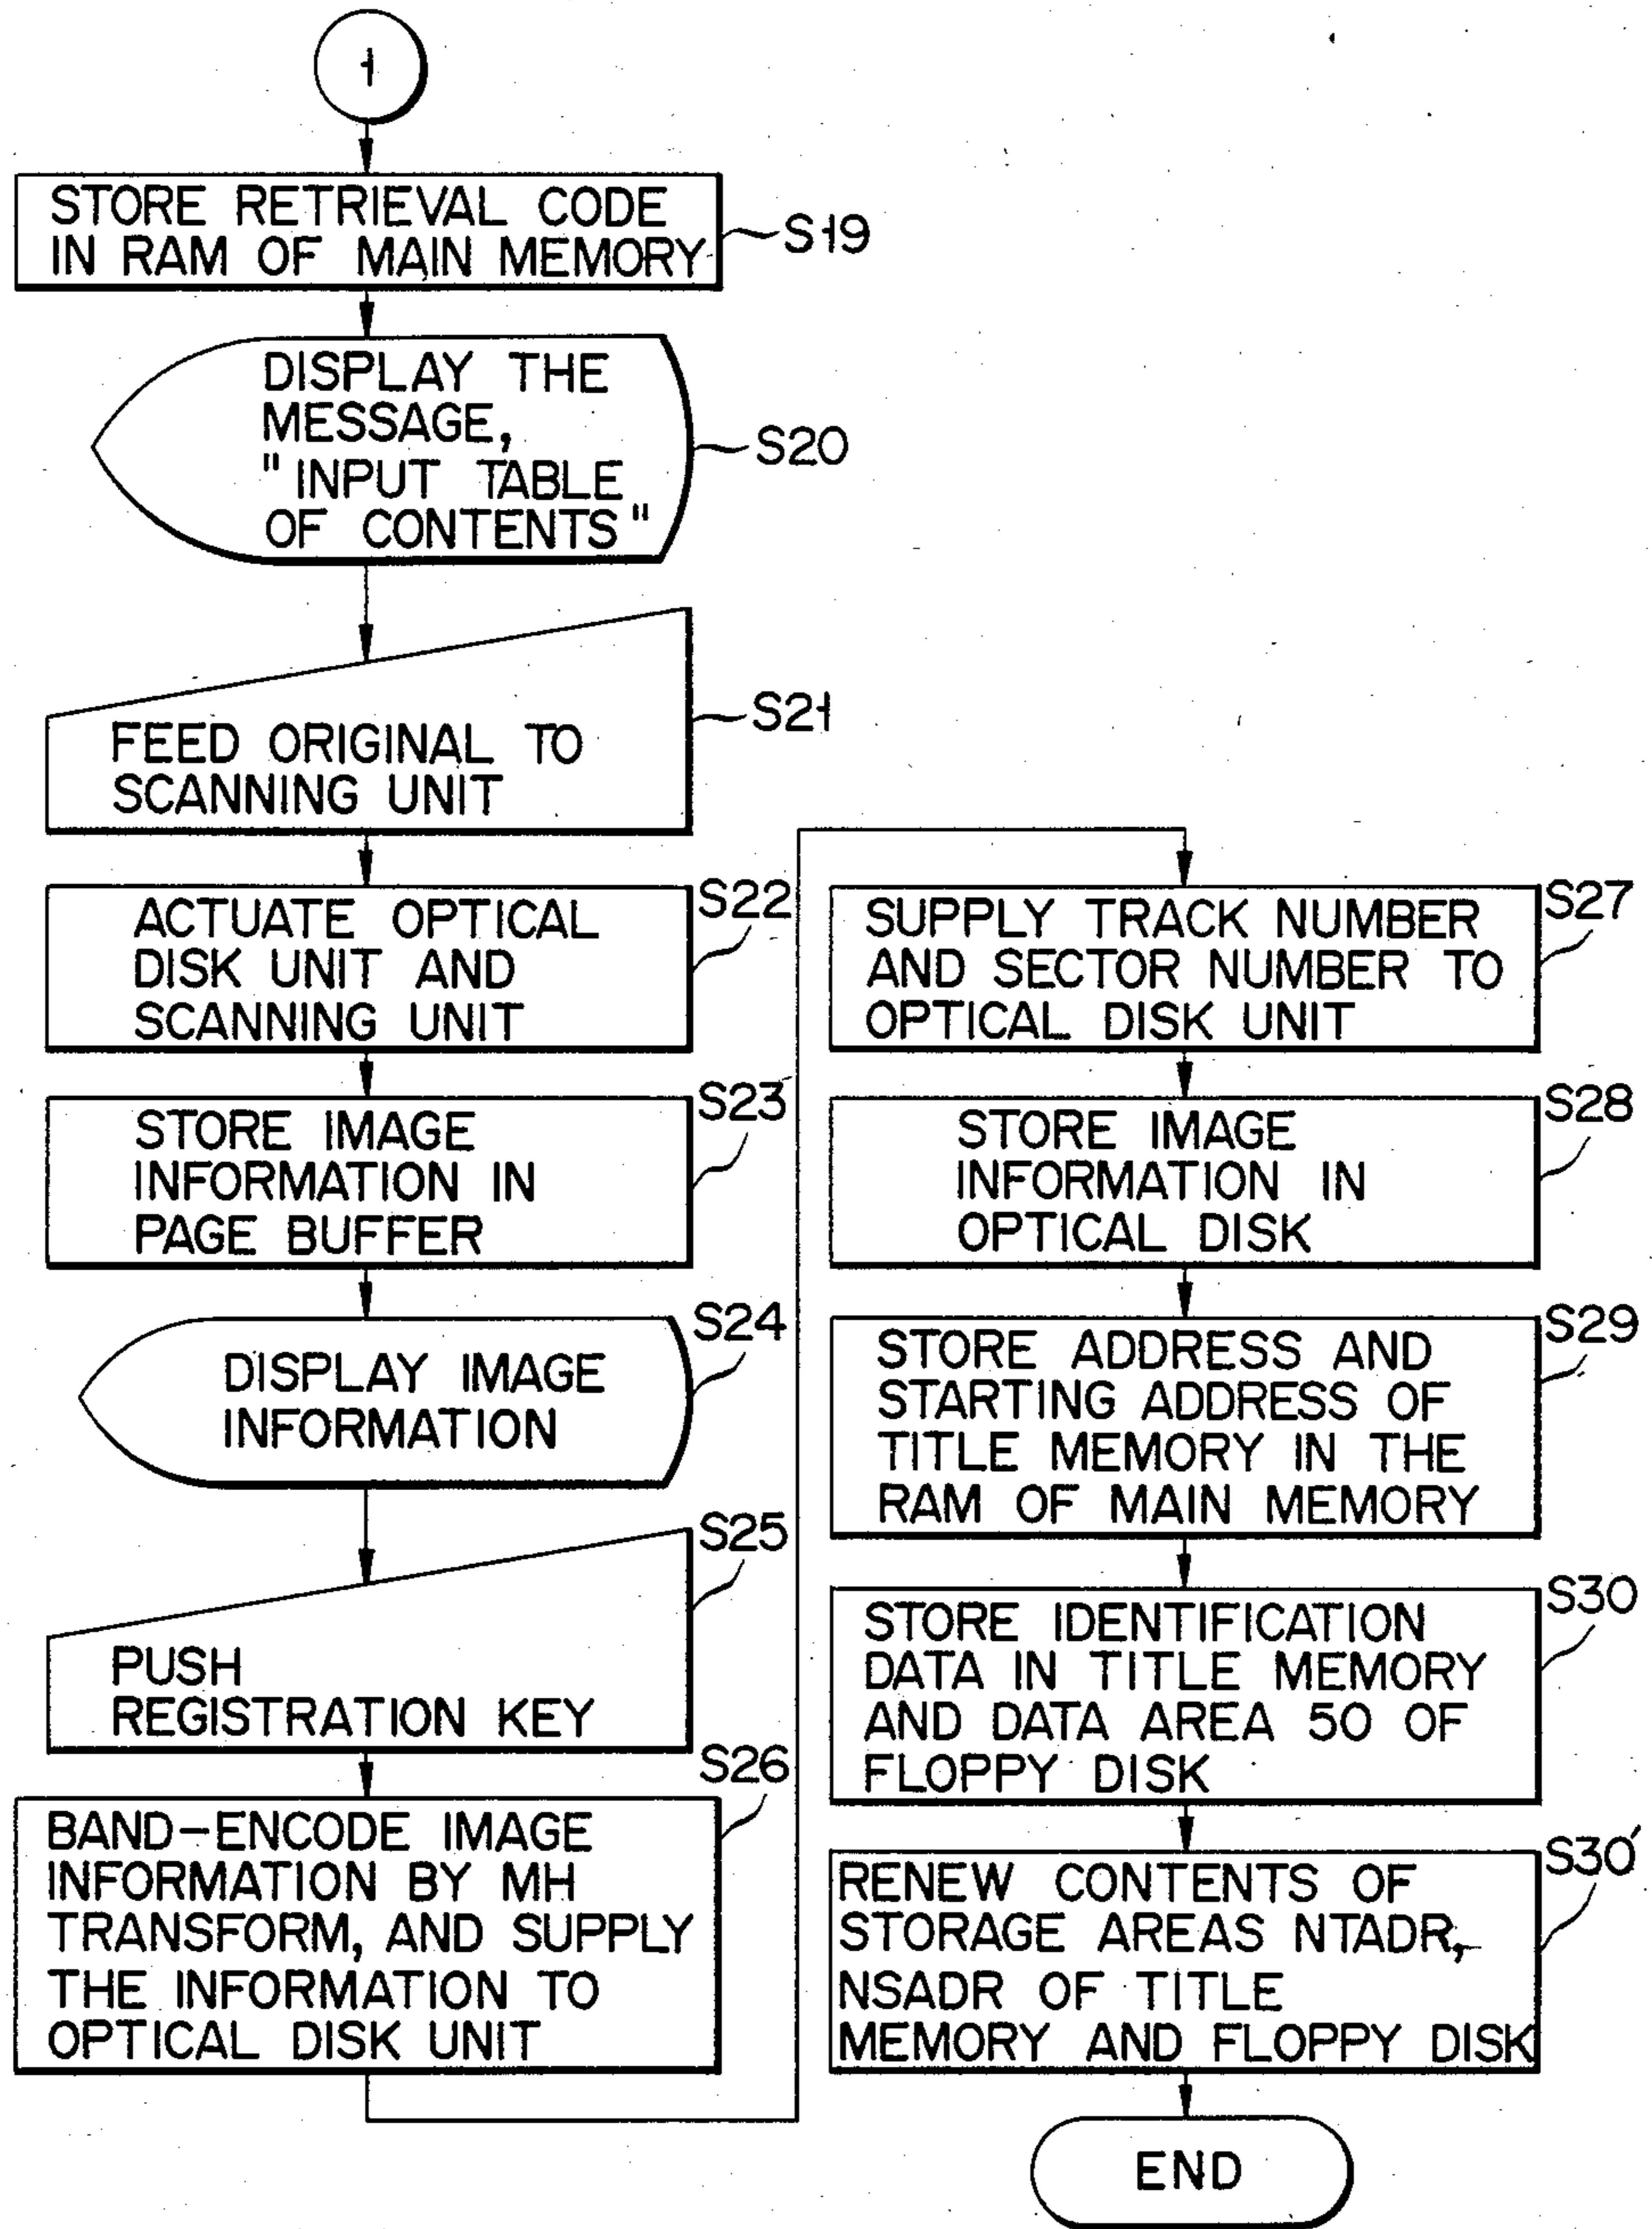 1
STORE RETRIEVAL CODE
IN RAM OF MAIN MEMORY
S19
DISPLAY THE
MESSAGE,
"INPUT TABLE
OF CONTENTS"
S20
S21
FEED ORIGINAL TO
SCANNING UNIT
S22
ACTUATE OPTICAL
DISK UNIT AND
SCANNING UNIT
S23
STORE IMAGE
INFORMATION IN
PAGE BUFFER
S24
DISPLAY IMAGE
INFORMATION
S25
PUSH
REGISTRATION KEY
S26
BAND-ENCODE IMAGE
INFORMATION BY MH
TRANSFORM, AND SUPPLY
THE INFORMATION TO
OPTICAL DISK UNIT
S27
SUPPLY TRACK NUMBER
AND SECTOR NUMBER TO
OPTICAL DISK UNIT
S28
STORE IMAGE
INFORMATION IN
OPTICAL DISK
S29
STORE ADDRESS AND
STARTING ADDRESS OF
TITLE MEMORY IN THE
RAM OF MAIN MEMORY
S30
STORE IDENTIFICATION
DATA IN TITLE MEMORY
AND DATA AREA 50 OF
FLOPPY DISK
S30'
RENEW CONTENTS OF
STORAGE AREAS NTADR,
NSADR OF TITLE
MEMORY AND FLOPPY DISK
END